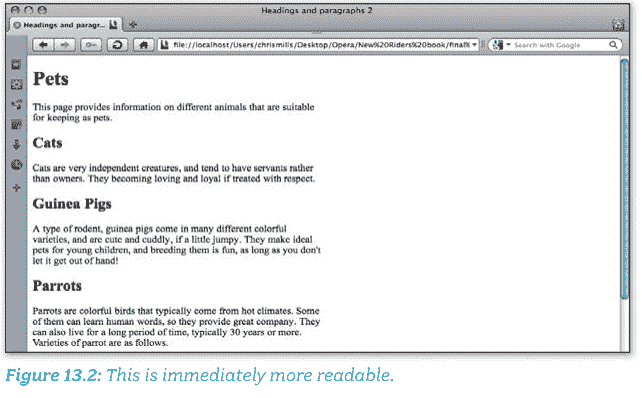 Headings and paragraphs 2
Headings and paragr...
file://localhost/Users/chrismills/Desktop/Opera/New%20Riders%20book/final%
Search with Google
Pets
This page provides information on different animals that are suitable
for keeping as pets.
Cats
Cats are very independent creatures, and tend to have servants rather
than owners. They becoming loving and loyal if treated with respect.
Guinea Pigs
A type of rodent, guinea pigs come in many different colorful
varieties, and are cute and cuddly, if a little jumpy. They make ideal
pets for young children, and breeding them is fun, as long as you don't
let it get out of hand!
Parrots
Parrots are colorful birds that typically come from hot climates. Some
of them can learn human words, so they provide great company. They
can also live for a long period of time, typically 30 years or more.
Varieties of parrot are as follows.
Figure 13.2: This is immediately more readable.